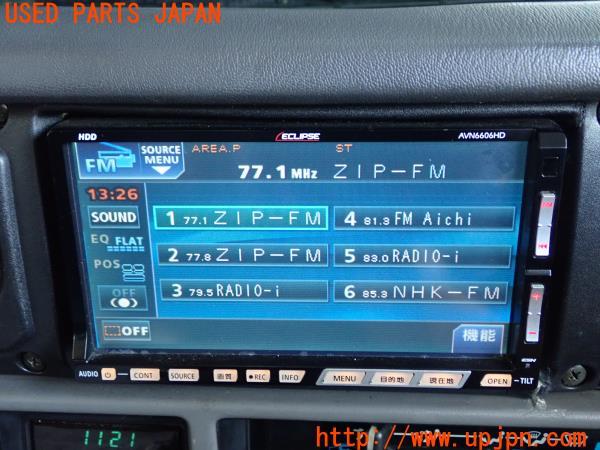 USED PARTS JAPAN
HDD
ECLIPSE
AVN6606HD
FM
SOURCE MENU
AREA.P
ST
77.1 MHz ZIP-FM
13:26
SOUND
EQ FLAT
POS
OFF
1 77.1 ZIP-FM
2 77.8 ZIP-FM
3 79.5 RADIO-i
4 81.3 FM Aichi
5 83.0 RADIO-i
6 85.3 NHK-FM
OFF
機能
ESN
AUDIO
CONT
SOURCE
画質
●REC
INFO
MENU
目的地
現在地
OPEN
TILT
1121
http://www.upjpn.com/